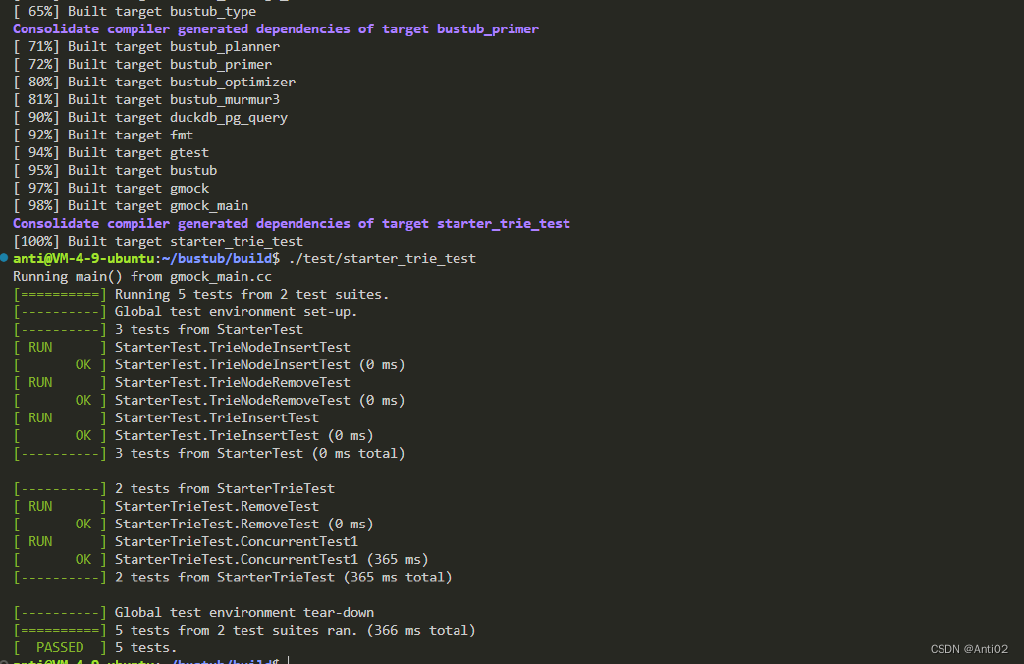 [ 65%] Built target bustub_type
Consolidate compiler generated dependencies of target bustub_primer
[ 71%] Built target bustub_planner
[ 72%] Built target bustub_primer
[ 80%] Built target bustub_optimizer
[ 81%] Built target bustub_murmur3
[ 90%] Built target duckdb_pg_query
[ 92%] Built target fmt
[ 94%] Built target gtest
[ 95%] Built target bustub
[ 97%] Built target gmock
[ 98%] Built target gmock_main
Consolidate compiler generated dependencies of target starter_trie_test
[100%] Built target starter_trie_test
anti@VM-4-9-ubuntu:~/bustub/build$ ./test/starter_trie_test
Running main() from gmock_main.cc
[==========] Running 5 tests from 2 test suites.
[----------] Global test environment set-up.
[----------] 3 tests from StarterTest
[ RUN      ] StarterTest.TrieNodeInsertTest
[       OK ] StarterTest.TrieNodeInsertTest (0 ms)
[ RUN      ] StarterTest.TrieNodeRemoveTest
[       OK ] StarterTest.TrieNodeRemoveTest (0 ms)
[ RUN      ] StarterTest.TrieInsertTest
[       OK ] StarterTest.TrieInsertTest (0 ms)
[----------] 3 tests from StarterTest (0 ms total)
[----------] 2 tests from StarterTrieTest
[ RUN      ] StarterTrieTest.RemoveTest
[       OK ] StarterTrieTest.RemoveTest (0 ms)
[ RUN      ] StarterTrieTest.ConcurrentTest1
[       OK ] StarterTrieTest.ConcurrentTest1 (365 ms)
[----------] 2 tests from StarterTrieTest (365 ms total)
[----------] Global test environment tear-down
[==========] 5 tests from 2 test suites ran. (366 ms total)
[  PASSED  ] 5 tests.
anti@VM-4-9-ubuntu:~/bustub/build$
CSDN @Anti02